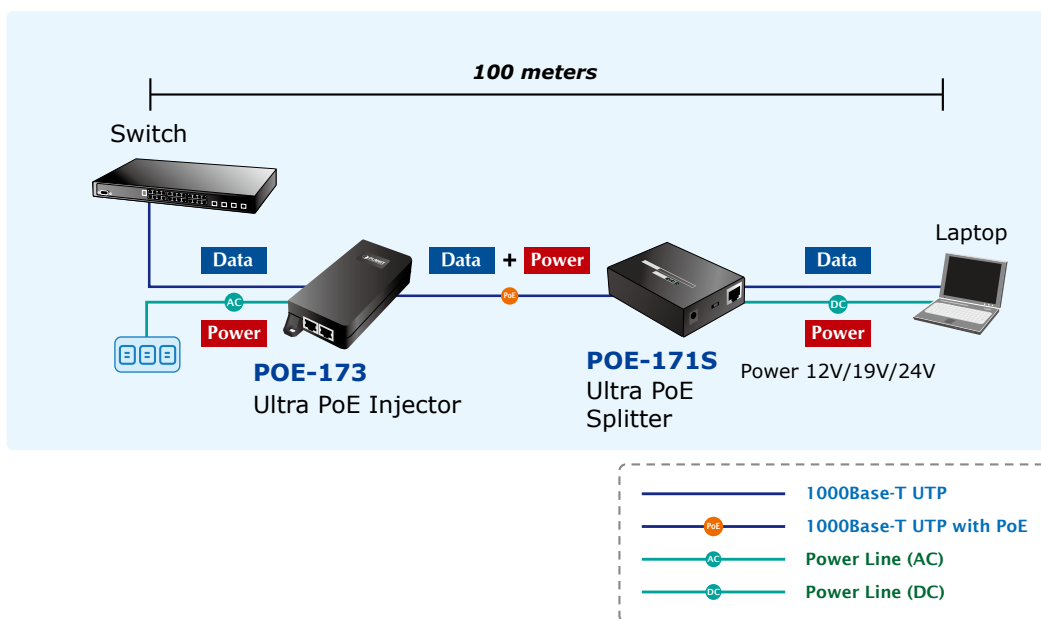 100 meters
Switch
Laptop
Data
Data + Power
Data
AC
PoE
DC
Power
Power
PLANET
POE-173
Ultra PoE Injector
POE-171S
Ultra PoE
Splitter
Power 12V/19V/24V
1000Base-T UTP
PoE
1000Base-T UTP with PoE
AC
Power Line (AC)
DC
Power Line (DC)